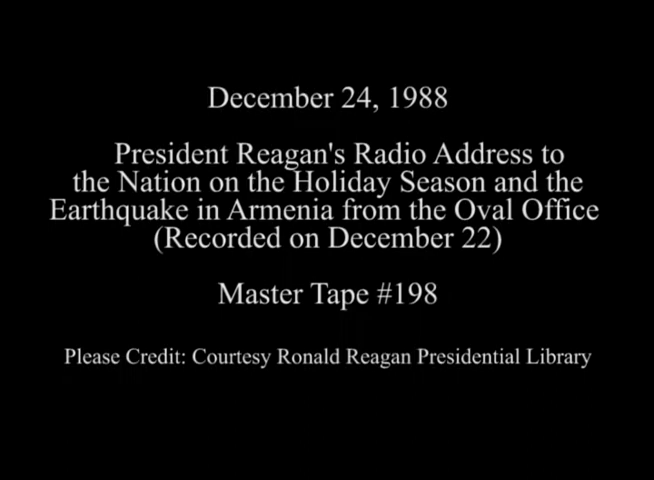 December 24, 1988
President Reagan's Radio Address to
the Nation on the Holiday Season and the
Earthquake in Armenia from the Oval Office
(Recorded on December 22)
Master Tape #198
Please Credit: Courtesy Ronald Reagan Presidential Library